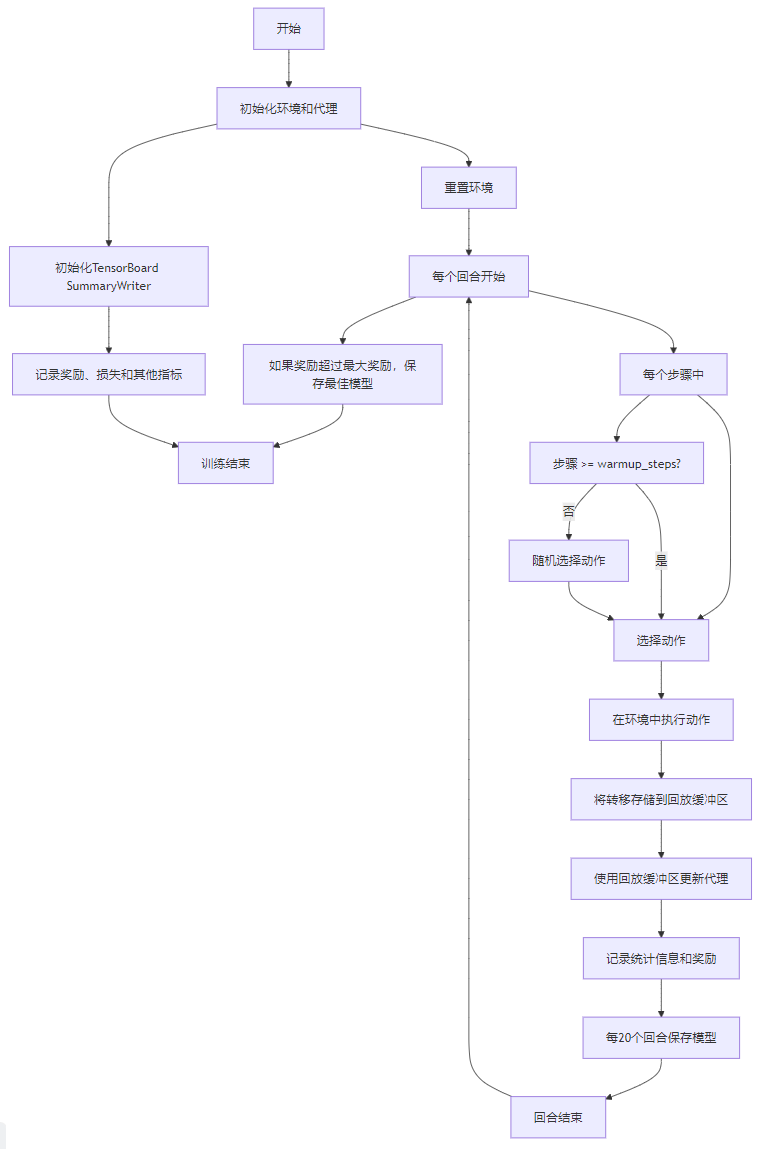 开始
初始化环境和代理
重置环境
初始化TensorBoard
SummaryWriter
每个回合开始
记录奖励、损失和其他指标
如果奖励超过最大奖励，保
存最佳模型
每个步骤中
训练结束
步骤 >= warmup_steps?
否
随机选择动作
是
选择动作
在环境中执行动作
将转移存储到回放缓冲区
使用回放缓冲区更新代理
记录统计信息和奖励
每20个回合保存模型
回合结束